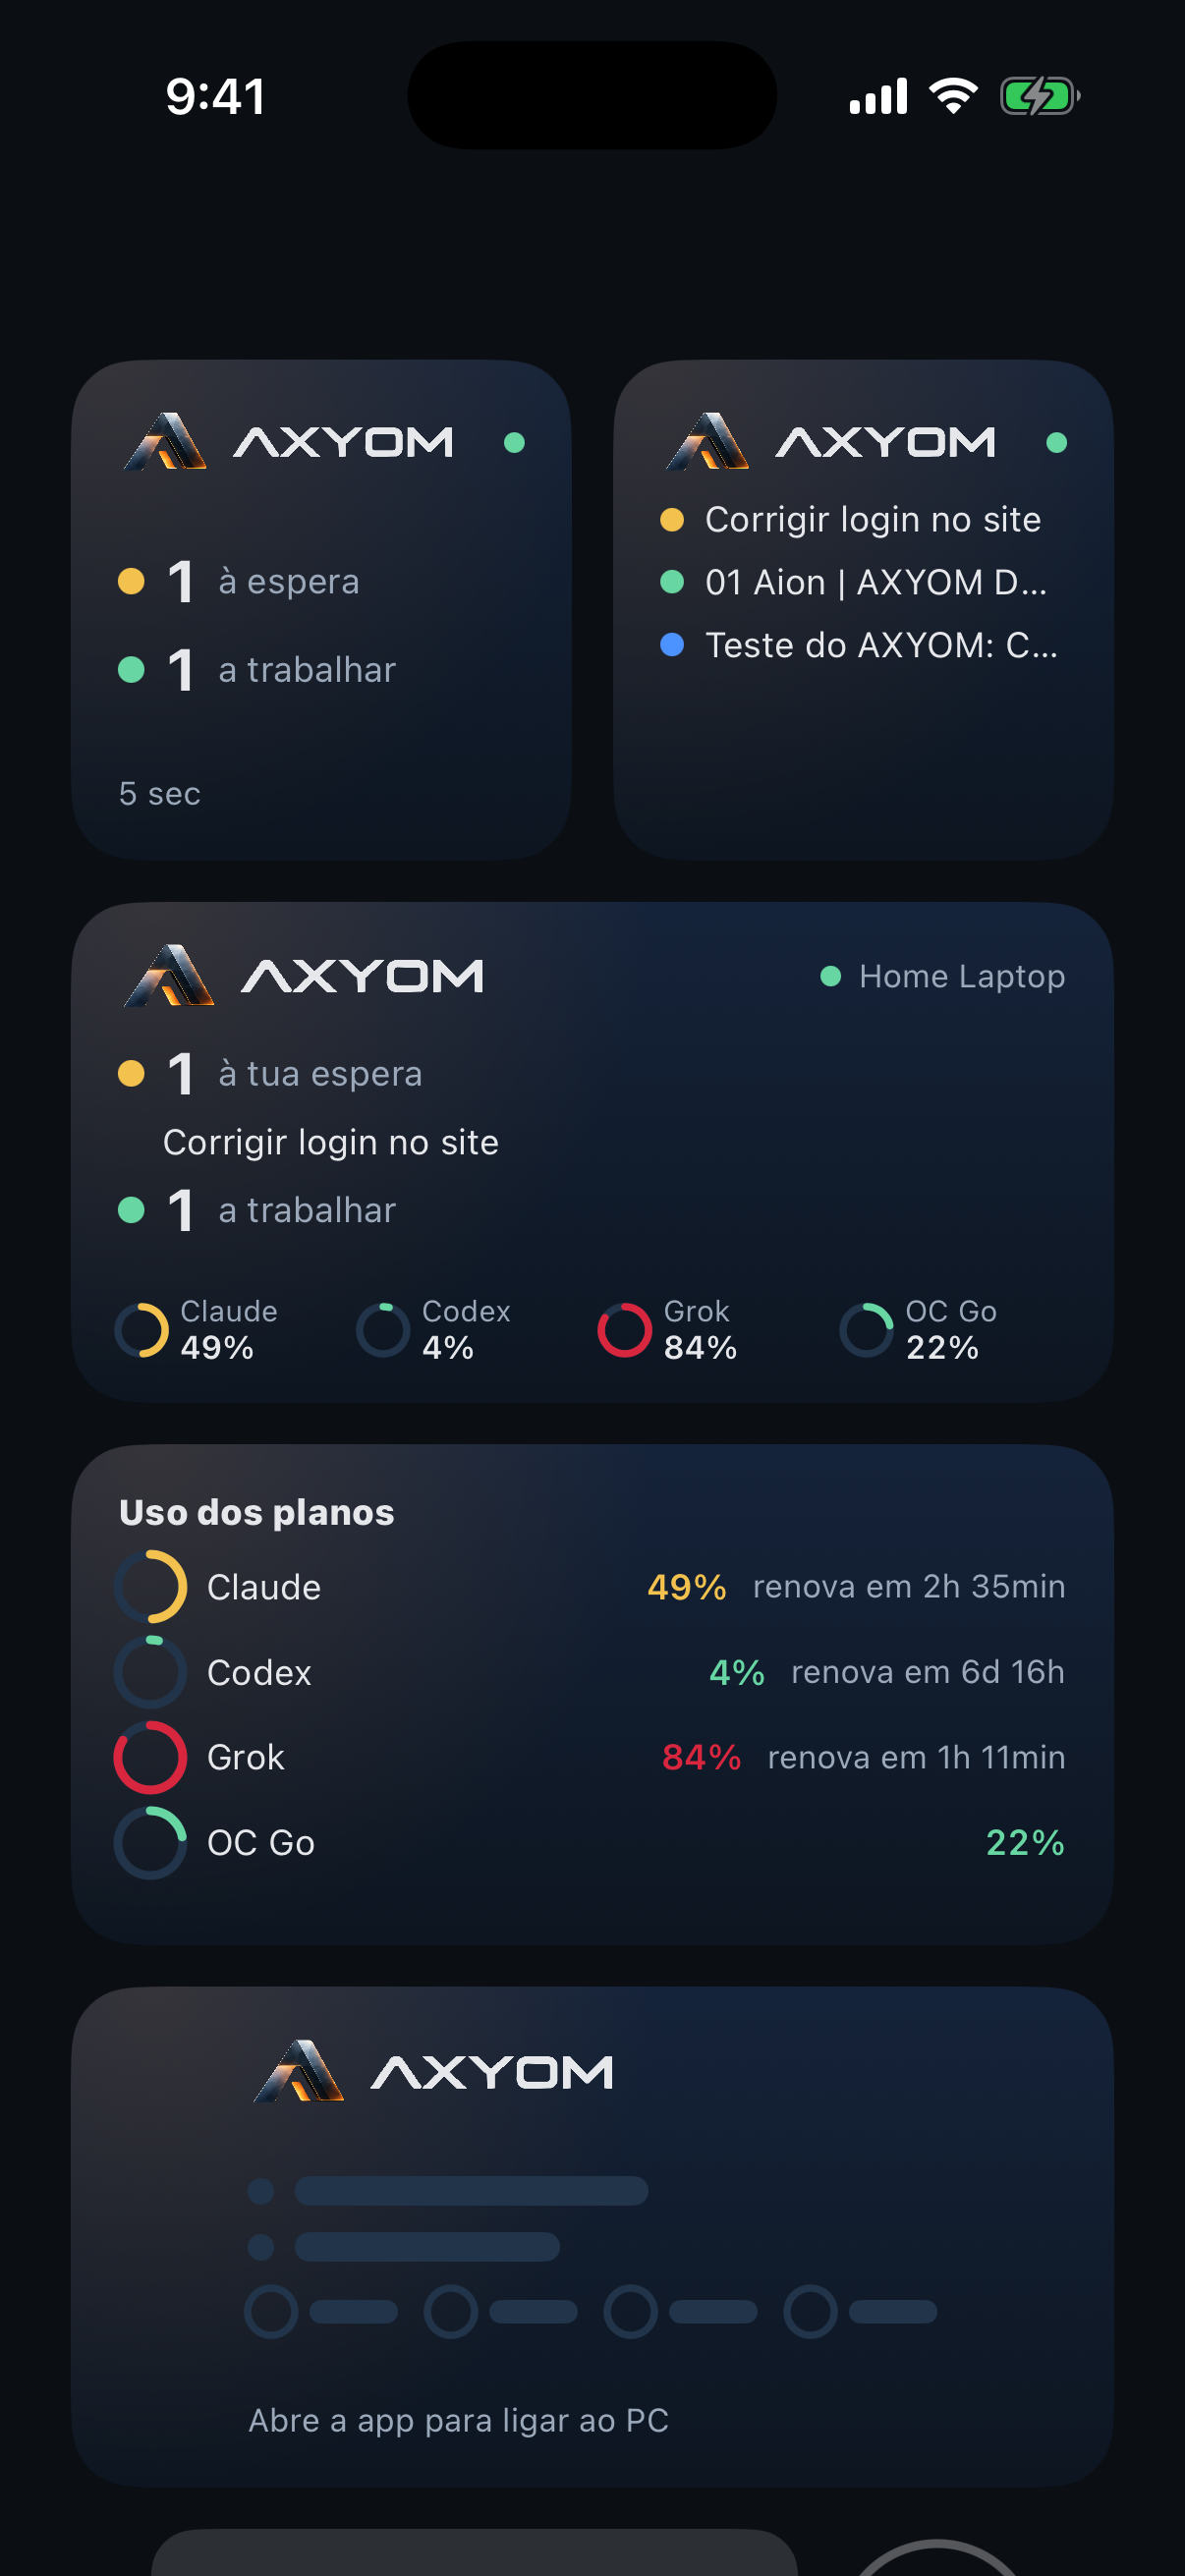 9:41
AXYOM
1 à espera
1 a trabalhar
5 sec
AXYOM
Corrigir login no site
01 Aion | AXYOM D...
Teste do AXYOM: C...
AXYOM
Home Laptop
1 à tua espera
Corrigir login no site
1 a trabalhar
Claude
49%
Codex
4%
Grok
84%
OC Go
22%
Uso dos planos
Claude 49% renova em 2h 35min
Codex 4% renova em 6d 16h
Grok 84% renova em 1h 11min
OC Go 22%
AXYOM
Abre a app para ligar ao PC